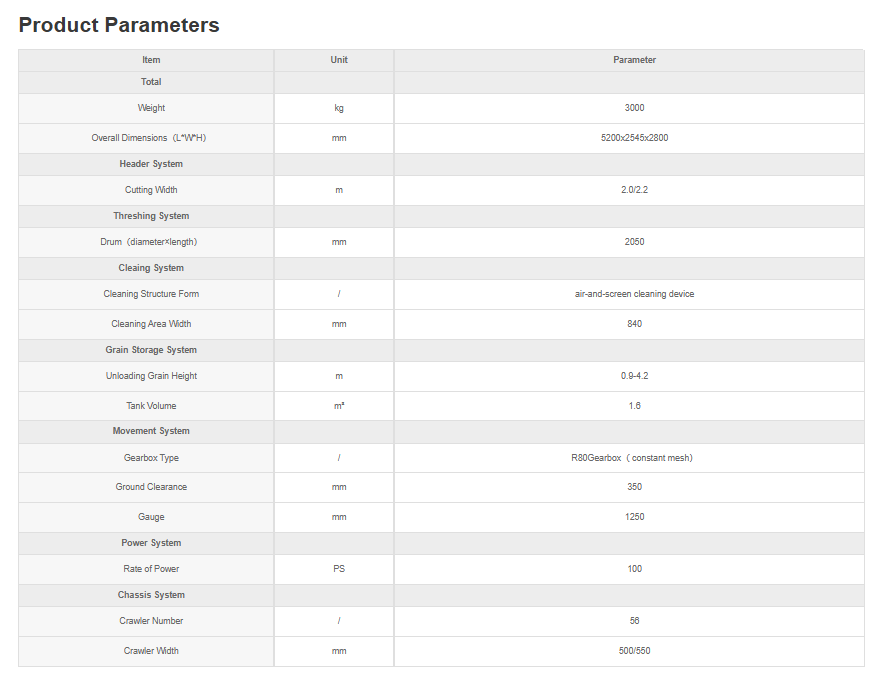 Product Parameters
Item Unit Parameter
Total
Weight kg 3000
Overall Dimensions（L*W*H） mm 5200x2545x2800
Header System
Cutting Width m 2.0/2.2
Threshing System
Drum（diameter×length） mm 2050
Cleaing System
Cleaning Structure Form / air-and-screen cleaning device
Cleaning Area Width mm 840
Grain Storage System
Unloading Grain Height m 0.9-4.2
Tank Volume m³ 1.6
Movement System
Gearbox Type / R80Gearbox（ constant mesh）
Ground Clearance mm 350
Gauge mm 1250
Power System
Rate of Power PS 100
Chassis System
Crawler Number / 56
Crawler Width mm 500/550